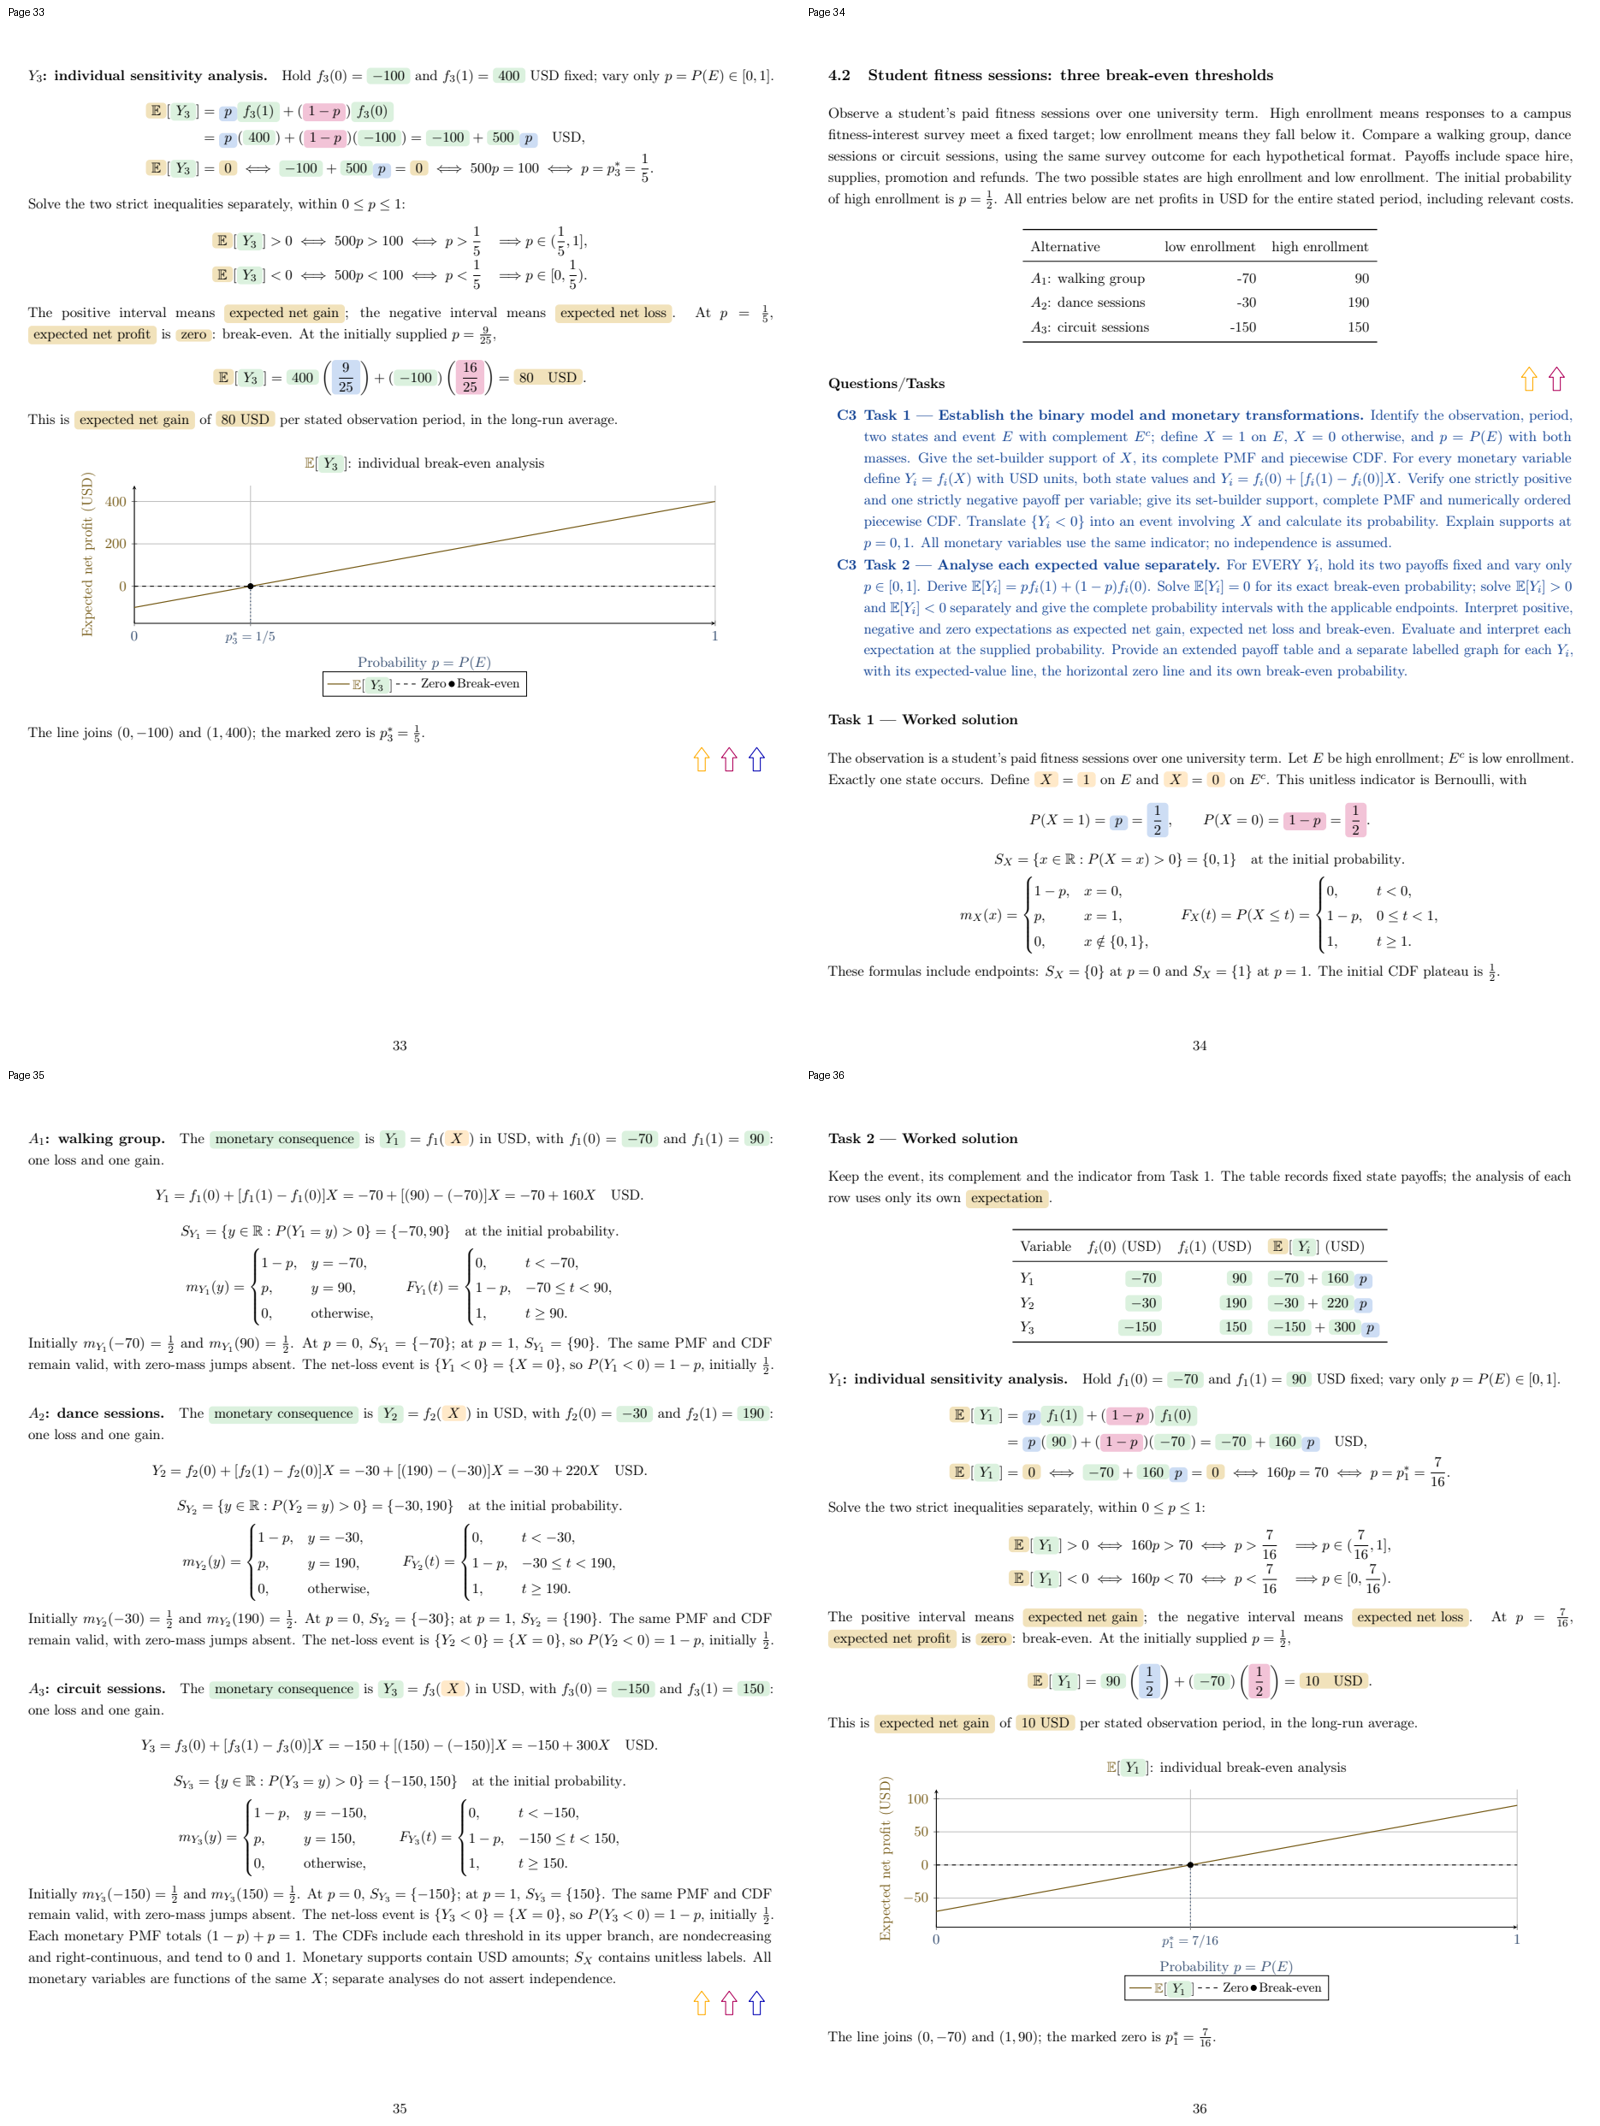 Page 33
Y₃: individual sensitivity analysis. Hold f₃(0) = −100 and f₃(1) = 400 USD fixed; vary only p = P(E) ∈ [0, 1].
𝔼[ Y₃ ] = p f₃(1) + ( 1 − p ) f₃(0)
= p( 400 ) + ( 1 − p )( −100 ) = −100 + 500 p USD,
𝔼[ Y₃ ] = 0 ⟺ −100 + 500 p = 0 ⟺ 500p = 100 ⟺ p = p₃* = 1/5.
Solve the two strict inequalities separately, within 0 ≤ p ≤ 1:
𝔼[ Y₃ ] > 0 ⟺ 500p > 100 ⟺ p > 1/5 ⟹ p ∈ (1/5, 1],
𝔼[ Y₃ ] < 0 ⟺ 500p < 100 ⟺ p < 1/5 ⟹ p ∈ [0, 1/5).
The positive interval means expected net gain; the negative interval means expected net loss. At p = 1/5,
expected net profit is zero: break-even. At the initially supplied p = 9/25,
𝔼[ Y₃ ] = 400 (9/25) + ( −100 ) (16/25) = 80 USD.
This is expected net gain of 80 USD per stated observation period, in the long-run average.
𝔼[ Y₃ ]: individual break-even analysis
Expected net profit (USD)
400
200
0
0 p₃* = 1/5 1
Probability p = P(E)
𝔼[ Y₃ ] Zero Break-even
The line joins (0, −100) and (1, 400); the marked zero is p₃* = 1/5.
33
Page 34
4.2 Student fitness sessions: three break-even thresholds
Observe a student's paid fitness sessions over one university term. High enrollment means responses to a campus
fitness-interest survey meet a fixed target; low enrollment means they fall below it. Compare a walking group, dance
sessions or circuit sessions, using the same survey outcome for each hypothetical format. Payoffs include space hire,
supplies, promotion and refunds. The two possible states are high enrollment and low enrollment. The initial probability
of high enrollment is p = 1/2. All entries below are net profits in USD for the entire stated period, including relevant costs.
Alternative low enrollment high enrollment
A₁: walking group -70 90
A₂: dance sessions -30 190
A₃: circuit sessions -150 150
Questions/Tasks
C3 Task 1 — Establish the binary model and monetary transformations. Identify the observation, period,
two states and event E with complement Eᶜ; define X = 1 on E, X = 0 otherwise, and p = P(E) with both
masses. Give the set-builder support of X, its complete PMF and piecewise CDF. For every monetary variable
define Yᵢ = fᵢ(X) with USD units, both state values and Yᵢ = fᵢ(0) + [fᵢ(1) − fᵢ(0)]X. Verify one strictly positive
and one strictly negative payoff per variable; give its set-builder support, complete PMF and numerically ordered
piecewise CDF. Translate {Yᵢ < 0} into an event involving X and calculate its probability. Explain supports at
p = 0, 1. All monetary variables use the same indicator; no independence is assumed.
C3 Task 2 — Analyse each expected value separately. For EVERY Yᵢ, hold its two payoffs fixed and vary only
p ∈ [0, 1]. Derive 𝔼[Yᵢ] = pfᵢ(1) + (1 − p)fᵢ(0). Solve 𝔼[Yᵢ] = 0 for its exact break-even probability; solve 𝔼[Yᵢ] > 0
and 𝔼[Yᵢ] < 0 separately and give the complete probability intervals with the applicable endpoints. Interpret positive,
negative and zero expectations as expected net gain, expected net loss and break-even. Evaluate and interpret each
expectation at the supplied probability. Provide an extended payoff table and a separate labelled graph for each Yᵢ,
with its expected-value line, the horizontal zero line and its own break-even probability.
Task 1 — Worked solution
The observation is a student's paid fitness sessions over one university term. Let E be high enrollment; Eᶜ is low enrollment.
Exactly one state occurs. Define X = 1 on E and X = 0 on Eᶜ. This unitless indicator is Bernoulli, with
P(X = 1) = p = 1/2, P(X = 0) = 1 − p = 1/2.
S_X = {x ∈ ℝ : P(X = x) > 0} = {0, 1} at the initial probability.
m_X(x) = { 1 − p, x = 0, p, x = 1, 0, x ∉ {0, 1}, F_X(t) = P(X ≤ t) = { 0, t < 0, 1 − p, 0 ≤ t < 1, 1, t ≥ 1.
These formulas include endpoints: S_X = {0} at p = 0 and S_X = {1} at p = 1. The initial CDF plateau is 1/2.
34
Page 35
A₁: walking group. The monetary consequence is Y₁ = f₁( X ) in USD, with f₁(0) = −70 and f₁(1) = 90:
one loss and one gain.
Y₁ = f₁(0) + [f₁(1) − f₁(0)]X = −70 + [(90) − (−70)]X = −70 + 160X USD.
S_Y₁ = {y ∈ ℝ : P(Y₁ = y) > 0} = {−70, 90} at the initial probability.
m_Y₁(y) = { 1 − p, y = −70, p, y = 90, 0, otherwise, F_Y₁(t) = { 0, t < −70, 1 − p, −70 ≤ t < 90, 1, t ≥ 90.
Initially m_Y₁(−70) = 1/2 and m_Y₁(90) = 1/2. At p = 0, S_Y₁ = {−70}; at p = 1, S_Y₁ = {90}. The same PMF and CDF
remain valid, with zero-mass jumps absent. The net-loss event is {Y₁ < 0} = {X = 0}, so P(Y₁ < 0) = 1 − p, initially 1/2.
A₂: dance sessions. The monetary consequence is Y₂ = f₂( X ) in USD, with f₂(0) = −30 and f₂(1) = 190:
one loss and one gain.
Y₂ = f₂(0) + [f₂(1) − f₂(0)]X = −30 + [(190) − (−30)]X = −30 + 220X USD.
S_Y₂ = {y ∈ ℝ : P(Y₂ = y) > 0} = {−30, 190} at the initial probability.
m_Y₂(y) = { 1 − p, y = −30, p, y = 190, 0, otherwise, F_Y₂(t) = { 0, t < −30, 1 − p, −30 ≤ t < 190, 1, t ≥ 190.
Initially m_Y₂(−30) = 1/2 and m_Y₂(190) = 1/2. At p = 0, S_Y₂ = {−30}; at p = 1, S_Y₂ = {190}. The same PMF and CDF
remain valid, with zero-mass jumps absent. The net-loss event is {Y₂ < 0} = {X = 0}, so P(Y₂ < 0) = 1 − p, initially 1/2.
A₃: circuit sessions. The monetary consequence is Y₃ = f₃( X ) in USD, with f₃(0) = −150 and f₃(1) = 150:
one loss and one gain.
Y₃ = f₃(0) + [f₃(1) − f₃(0)]X = −150 + [(150) − (−150)]X = −150 + 300X USD.
S_Y₃ = {y ∈ ℝ : P(Y₃ = y) > 0} = {−150, 150} at the initial probability.
m_Y₃(y) = { 1 − p, y = −150, p, y = 150, 0, otherwise, F_Y₃(t) = { 0, t < −150, 1 − p, −150 ≤ t < 150, 1, t ≥ 150.
Initially m_Y₃(−150) = 1/2 and m_Y₃(150) = 1/2. At p = 0, S_Y₃ = {−150}; at p = 1, S_Y₃ = {150}. The same PMF and CDF
remain valid, with zero-mass jumps absent. The net-loss event is {Y₃ < 0} = {X = 0}, so P(Y₃ < 0) = 1 − p, initially 1/2.
Each monetary PMF totals (1 − p) + p = 1. The CDFs include each threshold in its upper branch, are nondecreasing
and right-continuous, and tend to 0 and 1. Monetary supports contain USD amounts; S_X contains unitless labels. All
monetary variables are functions of the same X; separate analyses do not assert independence.
35
Page 36
Task 2 — Worked solution
Keep the event, its complement and the indicator from Task 1. The table records fixed state payoffs; the analysis of each
row uses only its own expectation.
Variable fᵢ(0) (USD) fᵢ(1) (USD) 𝔼[ Yᵢ ] (USD)
Y₁ −70 90 −70 + 160 p
Y₂ −30 190 −30 + 220 p
Y₃ −150 150 −150 + 300 p
Y₁: individual sensitivity analysis. Hold f₁(0) = −70 and f₁(1) = 90 USD fixed; vary only p = P(E) ∈ [0, 1].
𝔼[ Y₁ ] = p f₁(1) + ( 1 − p ) f₁(0)
= p( 90 ) + ( 1 − p )( −70 ) = −70 + 160 p USD,
𝔼[ Y₁ ] = 0 ⟺ −70 + 160 p = 0 ⟺ 160p = 70 ⟺ p = p₁* = 7/16.
Solve the two strict inequalities separately, within 0 ≤ p ≤ 1:
𝔼[ Y₁ ] > 0 ⟺ 160p > 70 ⟺ p > 7/16 ⟹ p ∈ (7/16, 1],
𝔼[ Y₁ ] < 0 ⟺ 160p < 70 ⟺ p < 7/16 ⟹ p ∈ [0, 7/16).
The positive interval means expected net gain; the negative interval means expected net loss. At p = 7/16,
expected net profit is zero: break-even. At the initially supplied p = 1/2,
𝔼[ Y₁ ] = 90 (1/2) + ( −70 ) (1/2) = 10 USD.
This is expected net gain of 10 USD per stated observation period, in the long-run average.
𝔼[ Y₁ ]: individual break-even analysis
Expected net profit (USD)
100
50
0
−50
0 p₁* = 7/16 1
Probability p = P(E)
𝔼[ Y₁ ] Zero Break-even
The line joins (0, −70) and (1, 90); the marked zero is p₁* = 7/16.
36